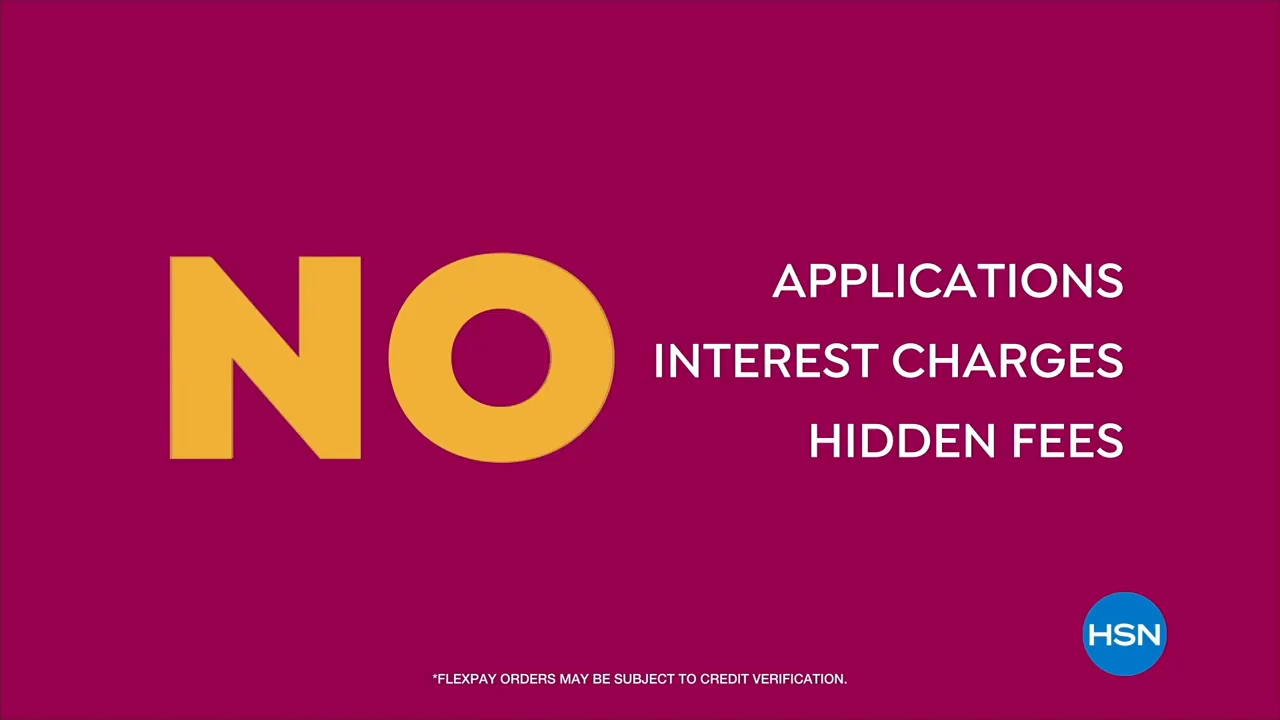 NO
APPLICATIONS
INTEREST CHARGES
HIDDEN FEES
HSN
*FLEXPAY ORDERS MAY BE SUBJECT TO CREDIT VERIFICATION.